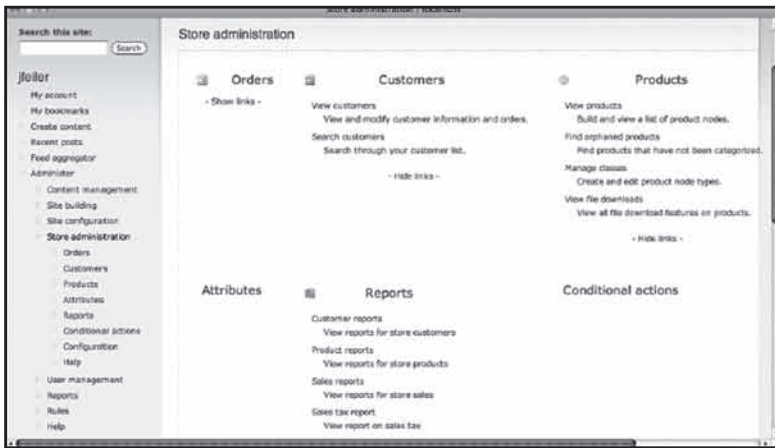 Store administration | localhost
Search this site:
Search
jfeiler
My account
My bookmarks
Create content
Recent posts
Feed aggregator
Administer
Content management
Site building
Site configuration
Store administration
Orders
Customers
Products
Attributes
Reports
Conditional actions
Configuration
Help
User management
Reports
Rules
Help
Store administration
Orders
- Show links -
Customers
View customers
View and modify customer information and orders.
Search customers
Search through your customer list.
- Hide links -
Products
View products
Build and view a list of product nodes.
Find orphaned products
Find products that have not been categorized.
Manage classes
Create and edit product node types.
View file downloads
View all file download features on products.
- Hide links -
Attributes
Reports
Customer reports
View reports for store customers
Product reports
View reports for store products
Sales reports
View reports for store sales
Sales tax report
View report on sales tax
Conditional actions